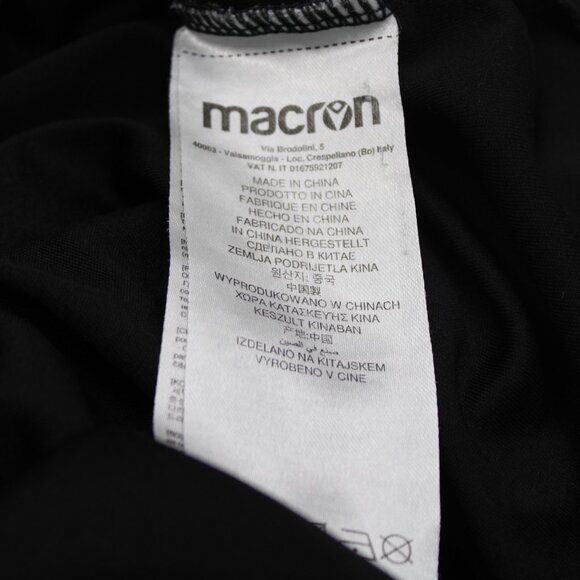 macron
Via Brodolini, 5
40053 - Valsamoggia - Loc. Crespellano (Bo) Italy
VAT N. IT 01675921207
MADE IN CHINA
PRODOTTO IN CINA
FABRIQUE EN CHINE
HECHO EN CHINA
FABRICADO NA CHINA
IN CHINA HERGESTELLT
СДЕЛАНО В КИТАЕ
ZEMLJA PODRIJETLA KINA
원산지: 중국
中国製
WYPRODUKOWANO W CHINACH
ΧΩΡΑ ΚΑΤΑΣΚΕΥΗΣ ΚΙΝΑ
KESZULT KINABAN
产地:中国
صنع في الصين
IZDELANO NA KITAJSKEM
VYROBENO V CINE